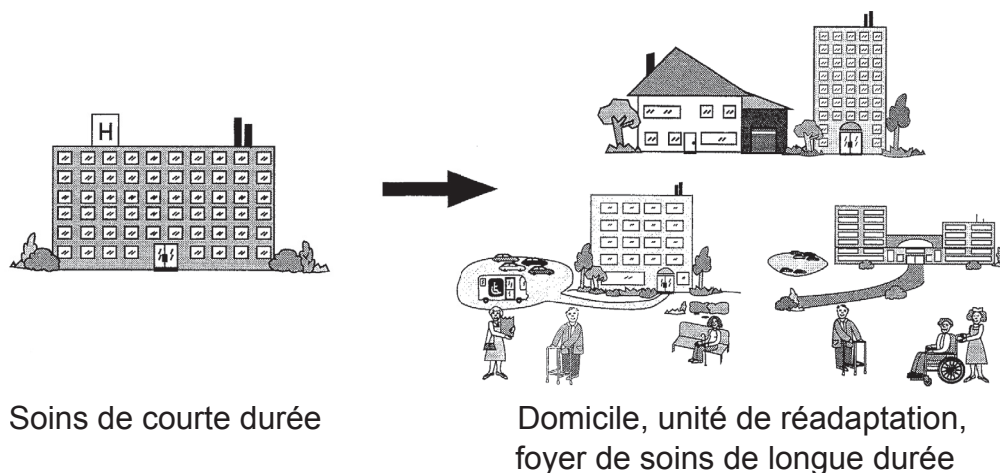 H
Soins de courte durée
Domicile, unité de réadaptation,
foyer de soins de longue durée